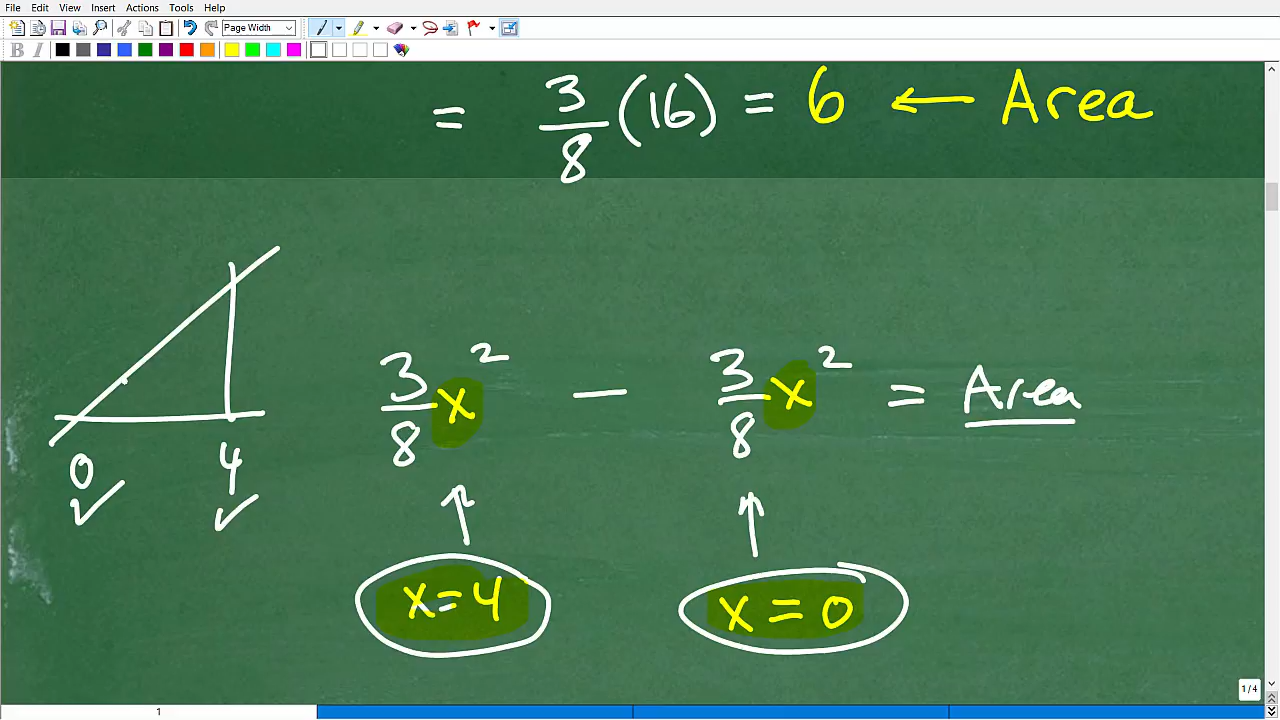 File Edit View Insert Actions Tools Help
Page Width
B I
= 3/8 (16) = 6 ← Area
3/8 x² − 3/8 x² = Area
0 4
x=4 x=0
1/4
1